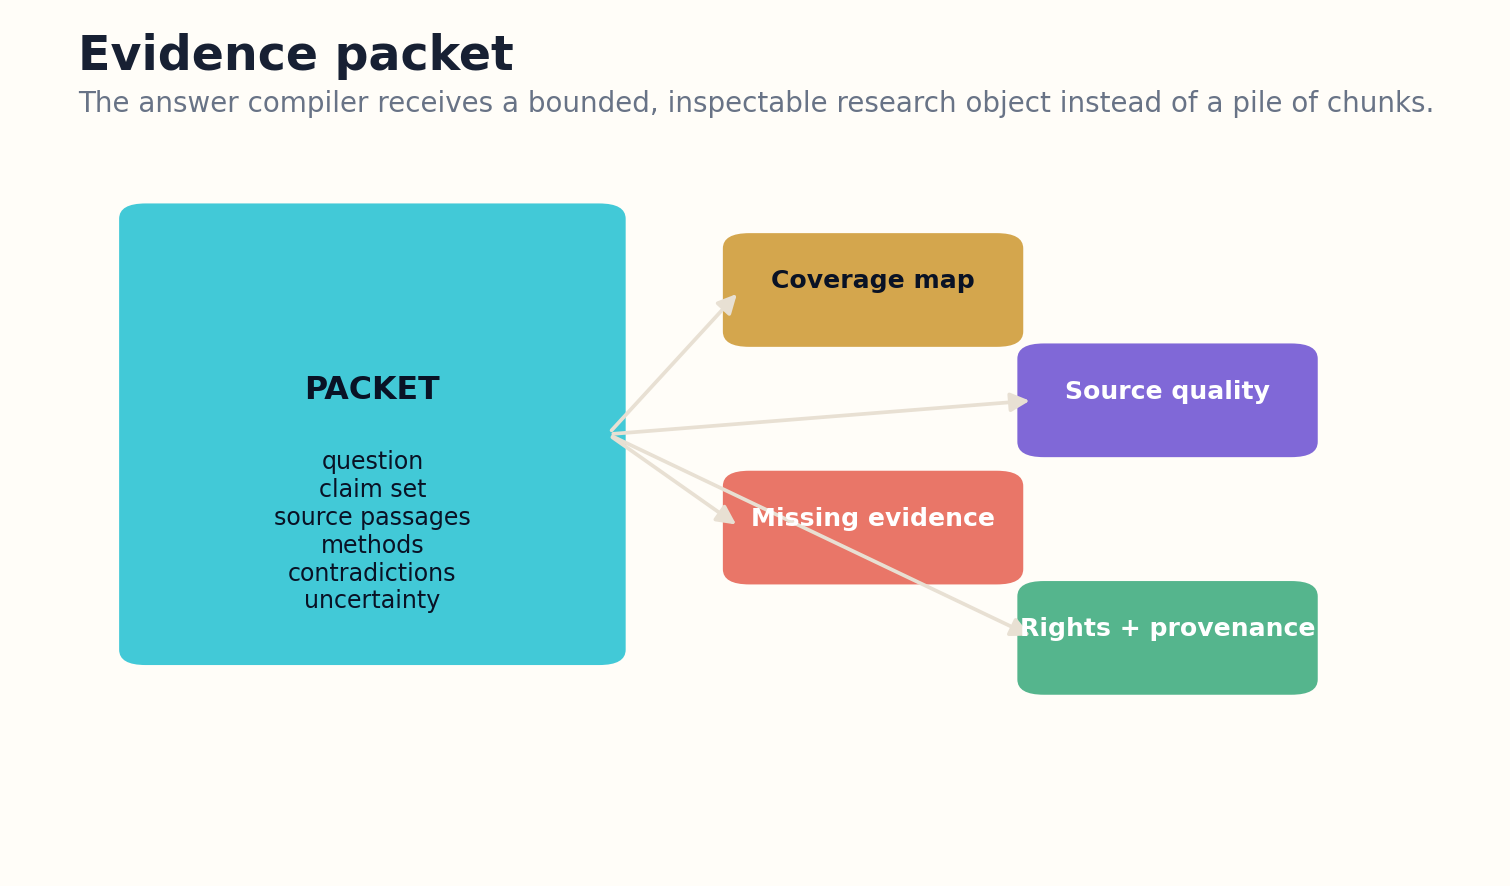 Evidence packet
The answer compiler receives a bounded, inspectable research object instead of a pile of chunks.
PACKET
question
claim set
source passages
methods
contradictions
uncertainty
Coverage map
Source quality
Missing evidence
Rights + provenance